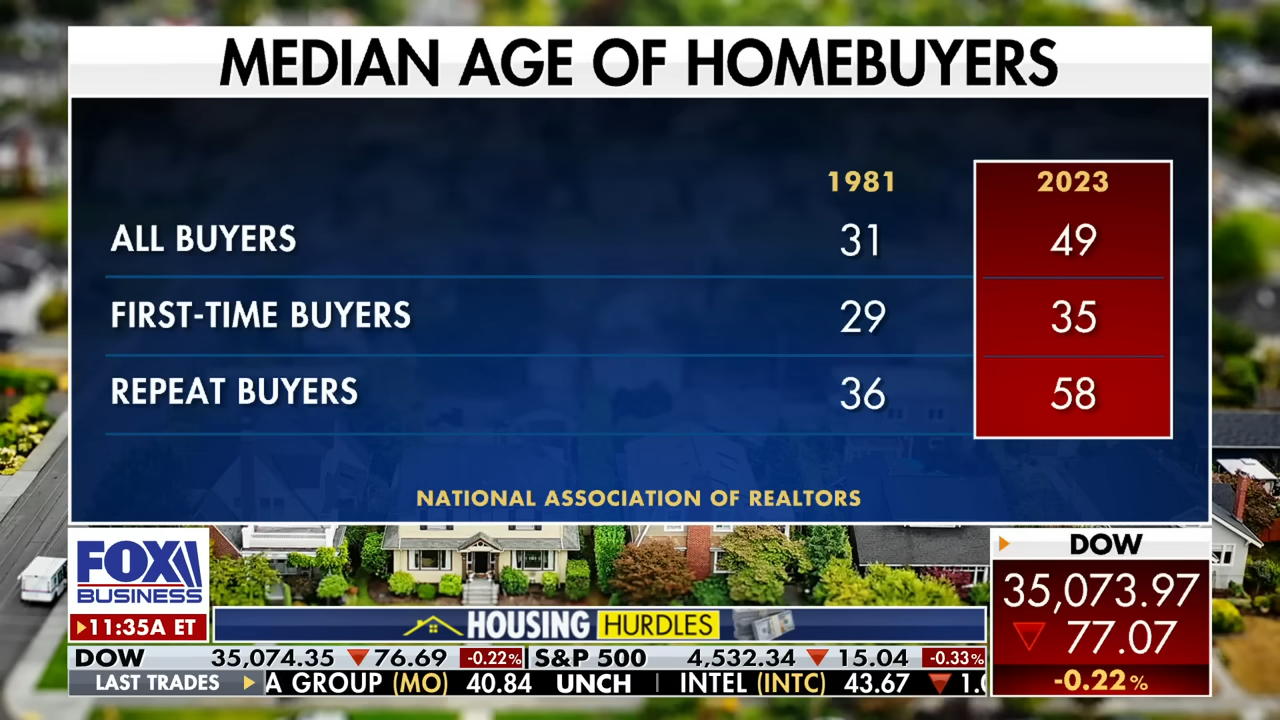 MEDIAN AGE OF HOMEBUYERS
1981 2023
ALL BUYERS 31 49
FIRST-TIME BUYERS 29 35
REPEAT BUYERS 36 58
NATIONAL ASSOCIATION OF REALTORS
FOX
BUSINESS
11:35A ET
HOUSING HURDLES
DOW
35,073.97
77.07
-0.22%
DOW 35,074.35 76.69 -0.22% S&P 500 4,532.34 15.04 -0.33%
LAST TRADES A GROUP (MO) 40.84 UNCH | INTEL (INTC) 43.67